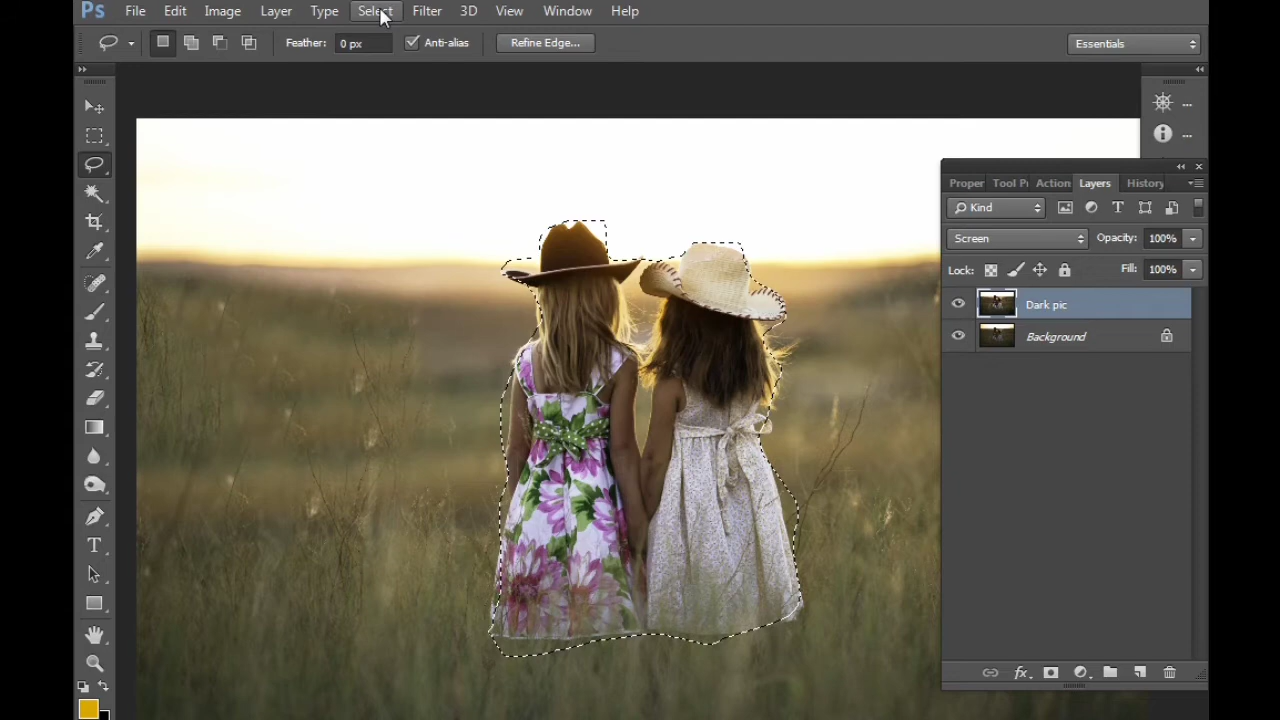 Ps File Edit Image Layer Type Select Filter 3D View Window Help
Feather: 0 px Anti-alias Refine Edge... Essentials
...
...
Proper Tool P Action Layers History
Kind
Screen Opacity: 100%
Lock: Fill: 100%
Dark pic
Background
fx